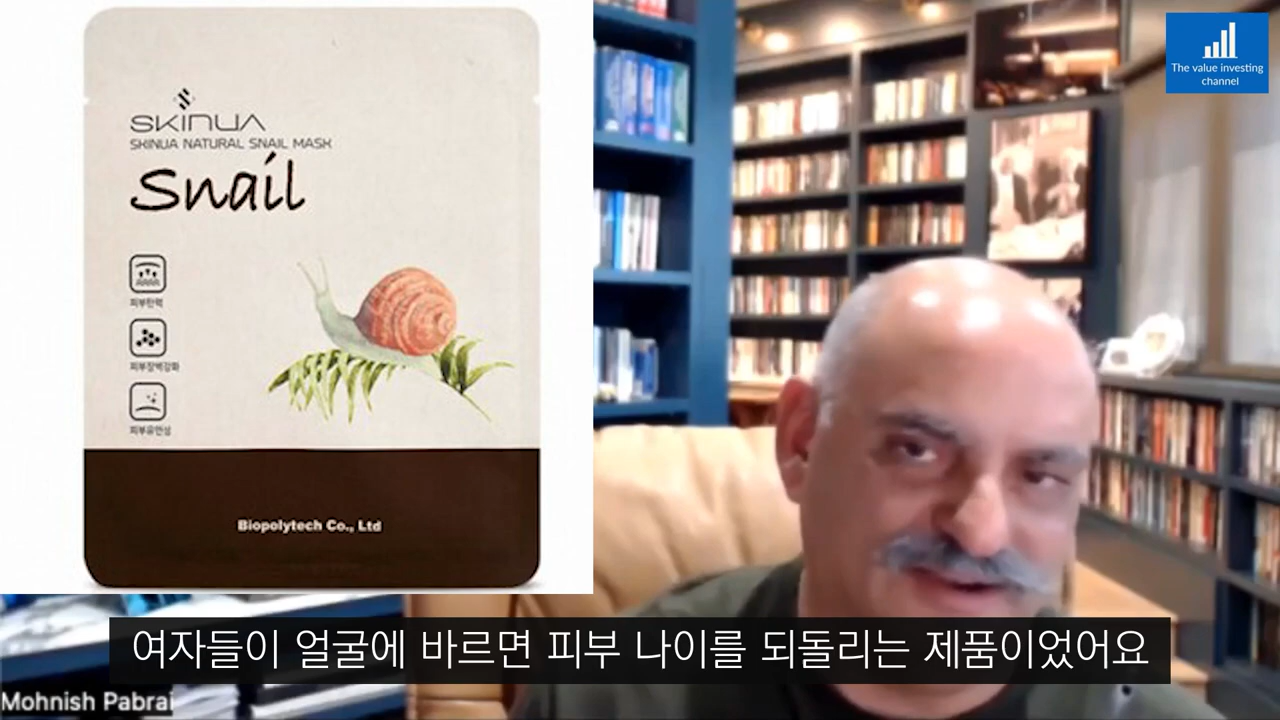 SKINUA
SKINUA NATURAL SNAIL MASK
Snail
피부탄력
피부장벽강화
피부유연성
Biopolytech Co., Ltd
The value investing
channel
여자들이 얼굴에 바르면 피부 나이를 되돌리는 제품이었어요
Mohnish Pabrai